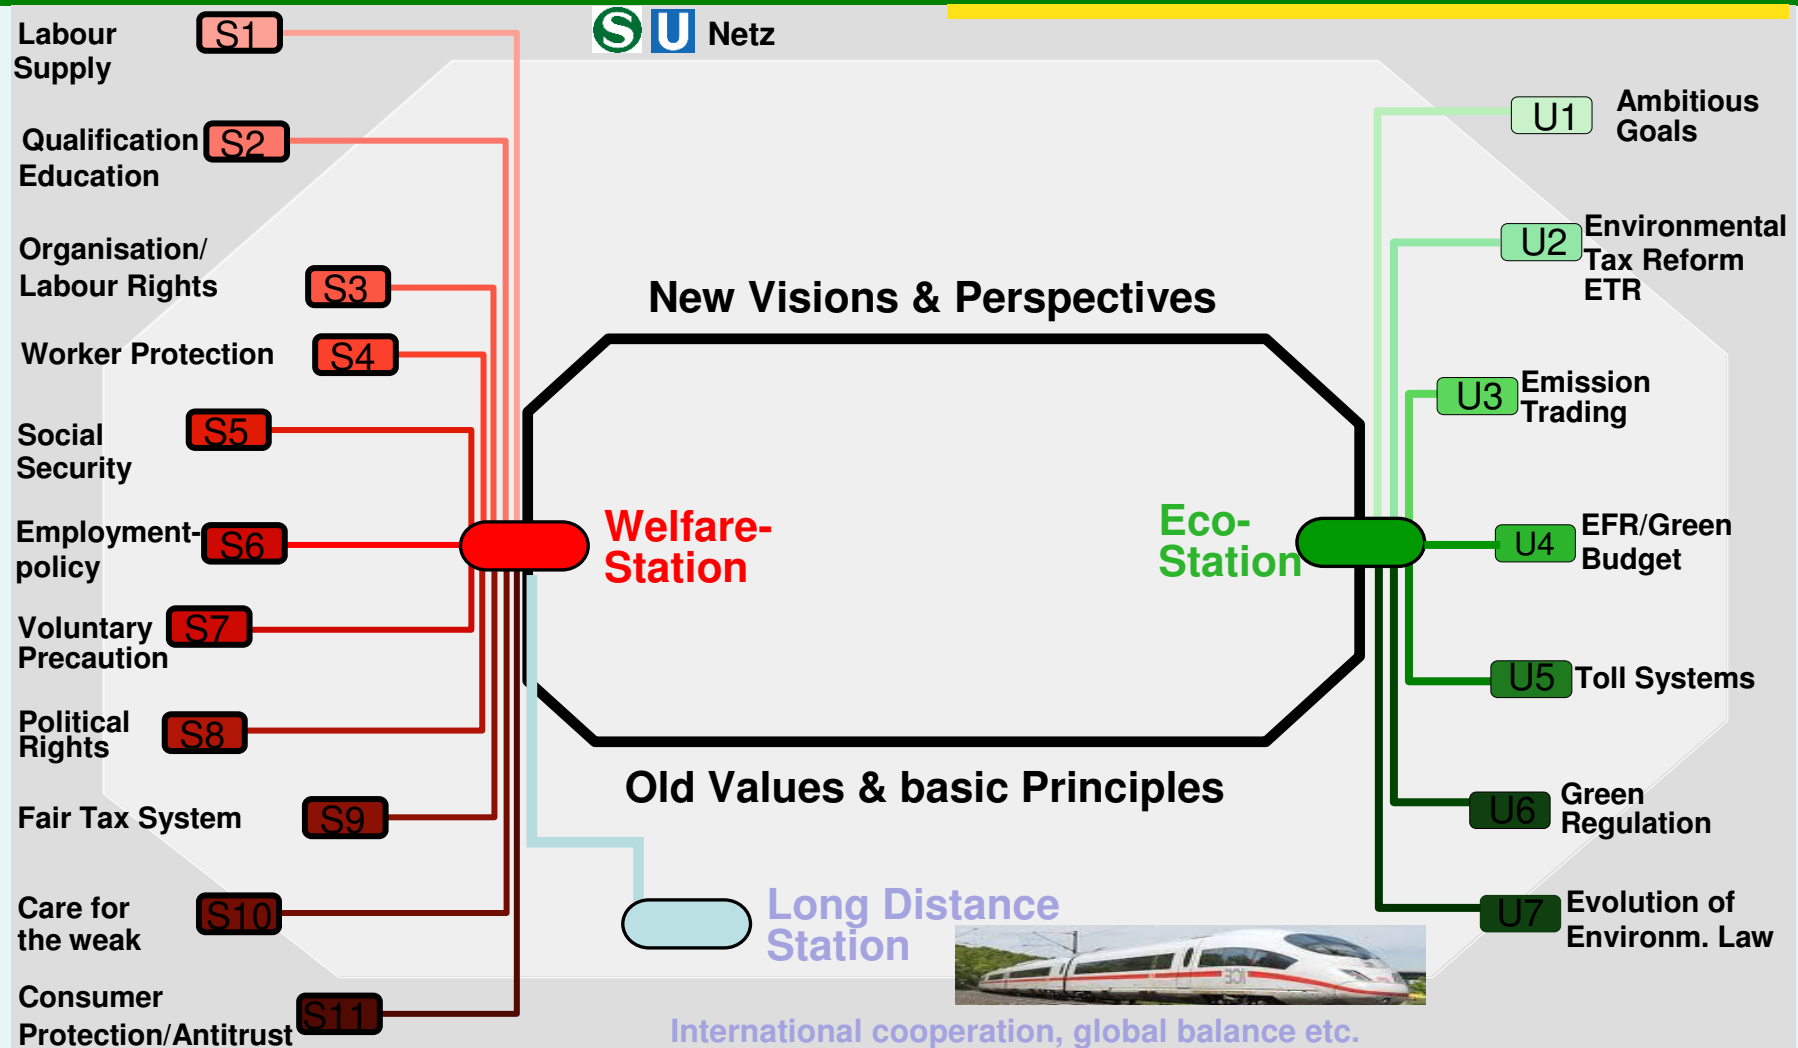 S U Netz
Labour
Supply
S1
Qualification
Education
S2
Organisation/
Labour Rights
S3
Worker Protection
S4
Social
Security
S5
Employment-
policy
S6
Voluntary
Precaution
S7
Political
Rights
S8
Fair Tax System
S9
Care for
the weak
S10
Consumer
Protection/Antitrust
S11
New Visions & Perspectives
Welfare-
Station
Eco-
Station
Old Values & basic Principles
Long Distance
Station
ICE
International cooperation, global balance etc.
U1
Ambitious
Goals
U2
Environmental
Tax Reform
ETR
U3
Emission
Trading
U4
EFR/Green
Budget
U5
Toll Systems
U6
Green
Regulation
U7
Evolution of
Environm. Law